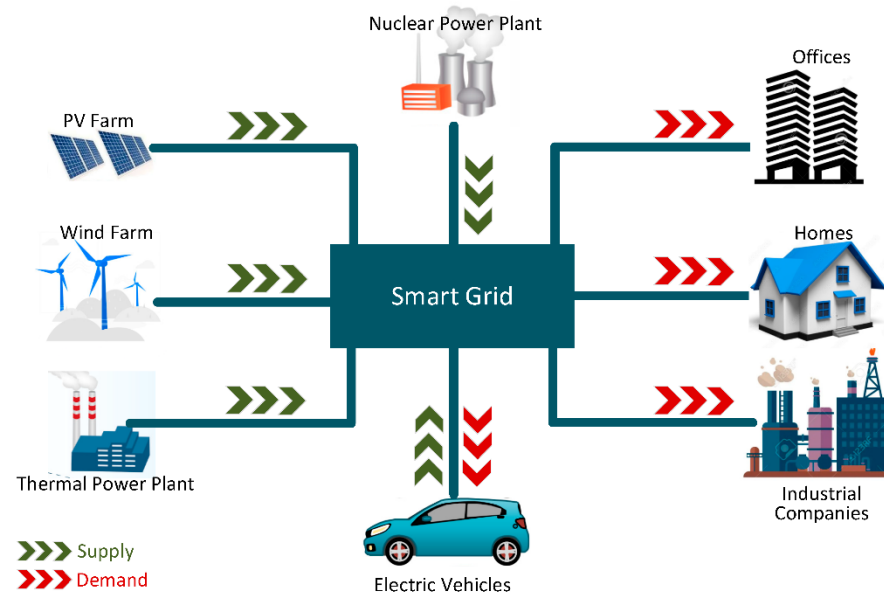 Nuclear Power Plant
Offices
PV Farm
Wind Farm
Homes
Smart Grid
Thermal Power Plant
Industrial
Companies
Supply
Demand
Electric Vehicles